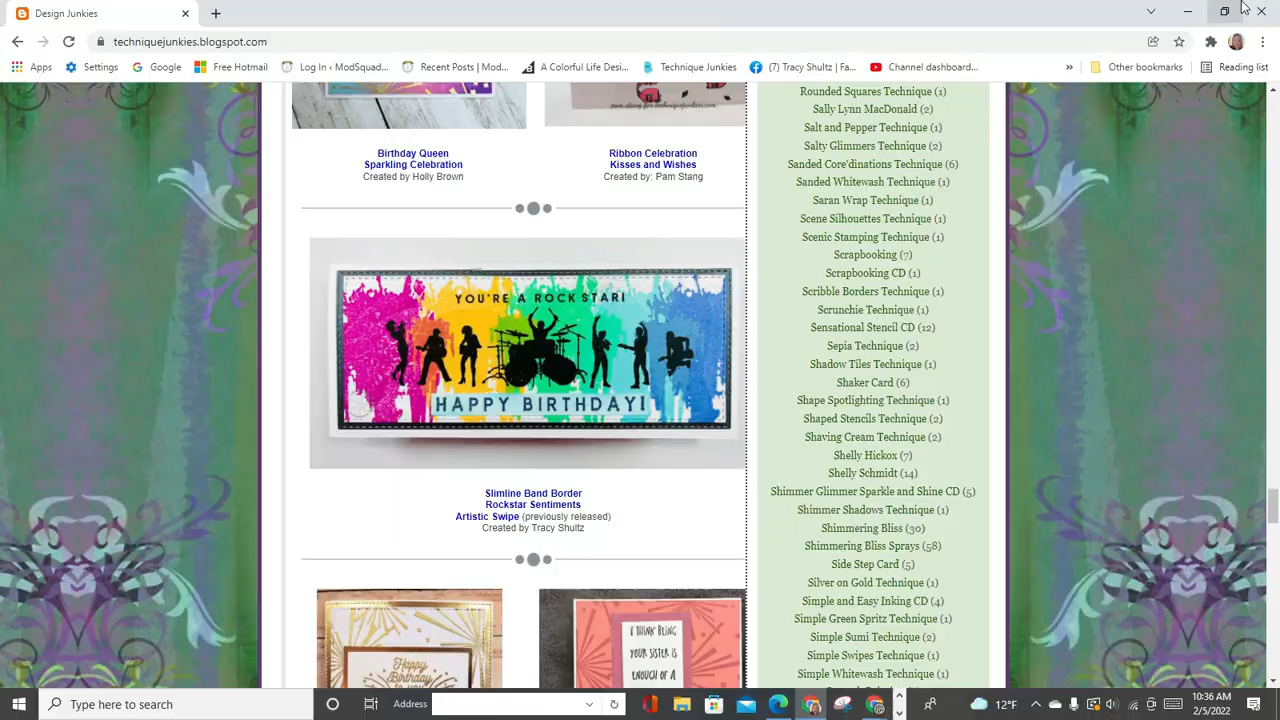 Design Junkies
techniquejunkies.blogspot.com
Apps
Settings
Google
Free Hotmail
Log In ‹ ModSquad...
Recent Posts | Mod...
A Colorful Life Desi...
Technique Junkies
(7) Tracy Shultz | Fa...
Channel dashboard...
»
Other bookmarks
Reading list
pam stang for techniquejunkies.com
Birthday Queen
Sparkling Celebration
Created by Holly Brown
Ribbon Celebration
Kisses and Wishes
Created by: Pam Stang
YOU'RE A ROCK STAR!
HAPPY BIRTHDAY!
Slimline Band Border
Rockstar Sentiments
Artistic Swipe (previously released)
Created by Tracy Shultz
Happy
Birthday
to you
I THINK BEING
YOUR SISTER IS
ENOUGH OF A
Rounded Squares Technique (1)
Sally Lynn MacDonald (2)
Salt and Pepper Technique (1)
Salty Glimmers Technique (2)
Sanded Core'dinations Technique (6)
Sanded Whitewash Technique (1)
Saran Wrap Technique (1)
Scene Silhouettes Technique (1)
Scenic Stamping Technique (1)
Scrapbooking (7)
Scrapbooking CD (1)
Scribble Borders Technique (1)
Scrunchie Technique (1)
Sensational Stencil CD (12)
Sepia Technique (2)
Shadow Tiles Technique (1)
Shaker Card (6)
Shape Spotlighting Technique (1)
Shaped Stencils Technique (2)
Shaving Cream Technique (2)
Shelly Hickox (7)
Shelly Schmidt (14)
Shimmer Glimmer Sparkle and Shine CD (5)
Shimmer Shadows Technique (1)
Shimmering Bliss (30)
Shimmering Bliss Sprays (58)
Side Step Card (5)
Silver on Gold Technique (1)
Simple and Easy Inking CD (4)
Simple Green Spritz Technique (1)
Simple Sumi Technique (2)
Simple Swipes Technique (1)
Simple Whitewash Technique (1)
Type here to search
Address
12°F
10:36 AM
2/5/2022